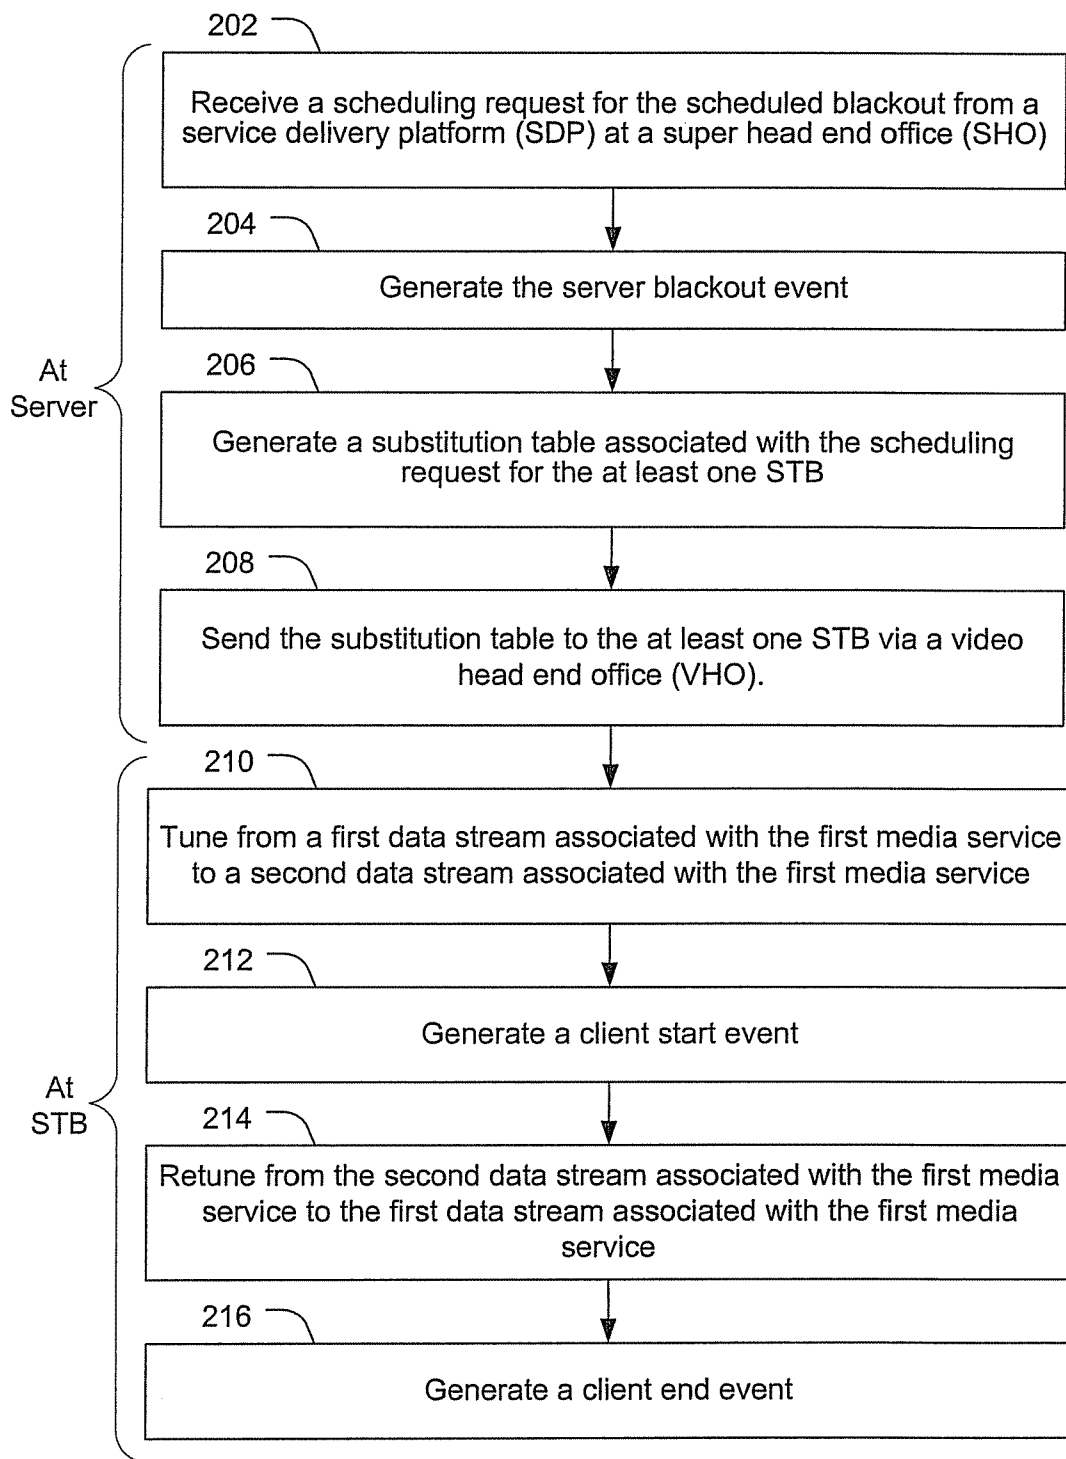 202
Receive a scheduling request for the scheduled blackout from a
service delivery platform (SDP) at a super head end office (SHO)
204
Generate the server blackout event
At
Server
206
Generate a substitution table associated with the scheduling
request for the at least one STB
208
Send the substitution table to the at least one STB via a video
head end office (VHO).
210
Tune from a first data stream associated with the first media service
to a second data stream associated with the first media service
212
Generate a client start event
At
STB
214
Retune from the second data stream associated with the first media
service to the first data stream associated with the first media
service
216
Generate a client end event